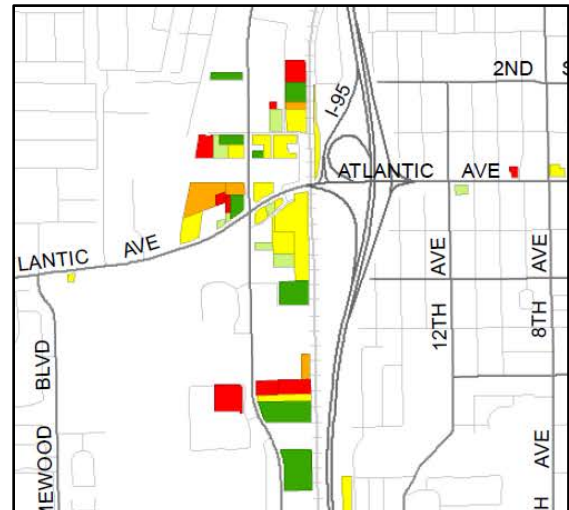 2ND
I-95
ATLANTIC AVE
LANTIC AVE
12TH AVE
8TH AVE
BLVD
MEWOOD
AVE